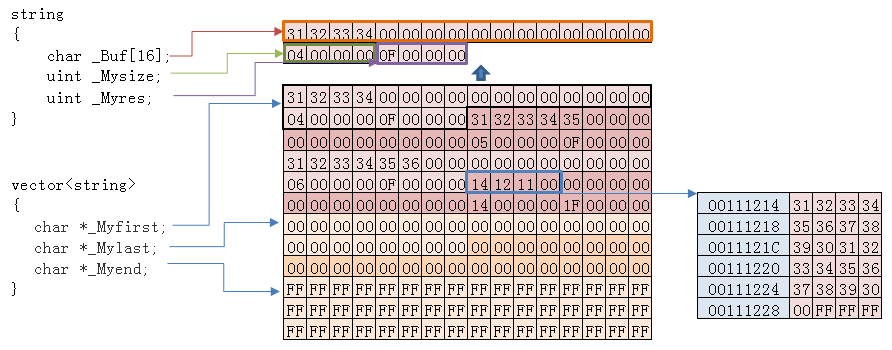 string
{
char _Buf[16];
uint _Mysize;
uint _Myres;
}
vector<string>
{
char *_Myfirst;
char *_Mylast;
char *_Myend;
}
31 32 33 34 00 00 00 00 00 00 00 00 00 00 00 00
04 00 00 00 0F 00 00 00
31 32 33 34 00 00 00 00 00 00 00 00 00 00 00 00
04 00 00 00 0F 00 00 00 31 32 33 34 35 00 00 00
00 00 00 00 00 00 00 00 05 00 00 00 0F 00 00 00
31 32 33 34 35 36 00 00 00 00 00 00 00 00 00 00
06 00 00 00 0F 00 00 00 14 12 11 00 00 00 00 00
00 00 00 00 00 00 00 00 14 00 00 00 1F 00 00 00
00 00 00 00 00 00 00 00 00 00 00 00 00 00 00 00
00 00 00 00 00 00 00 00 00 00 00 00 00 00 00 00
00 00 00 00 00 00 00 00 00 00 00 00 00 00 00 00
FF FF FF FF FF FF FF FF FF FF FF FF FF FF FF FF
FF FF FF FF FF FF FF FF FF FF FF FF FF FF FF FF
FF FF FF FF FF FF FF FF FF FF FF FF FF FF FF FF
00111214 31 32 33 34
00111218 35 36 37 38
0011121C 39 30 31 32
00111220 33 34 35 36
00111224 37 38 39 30
00111228 00 FF FF FF